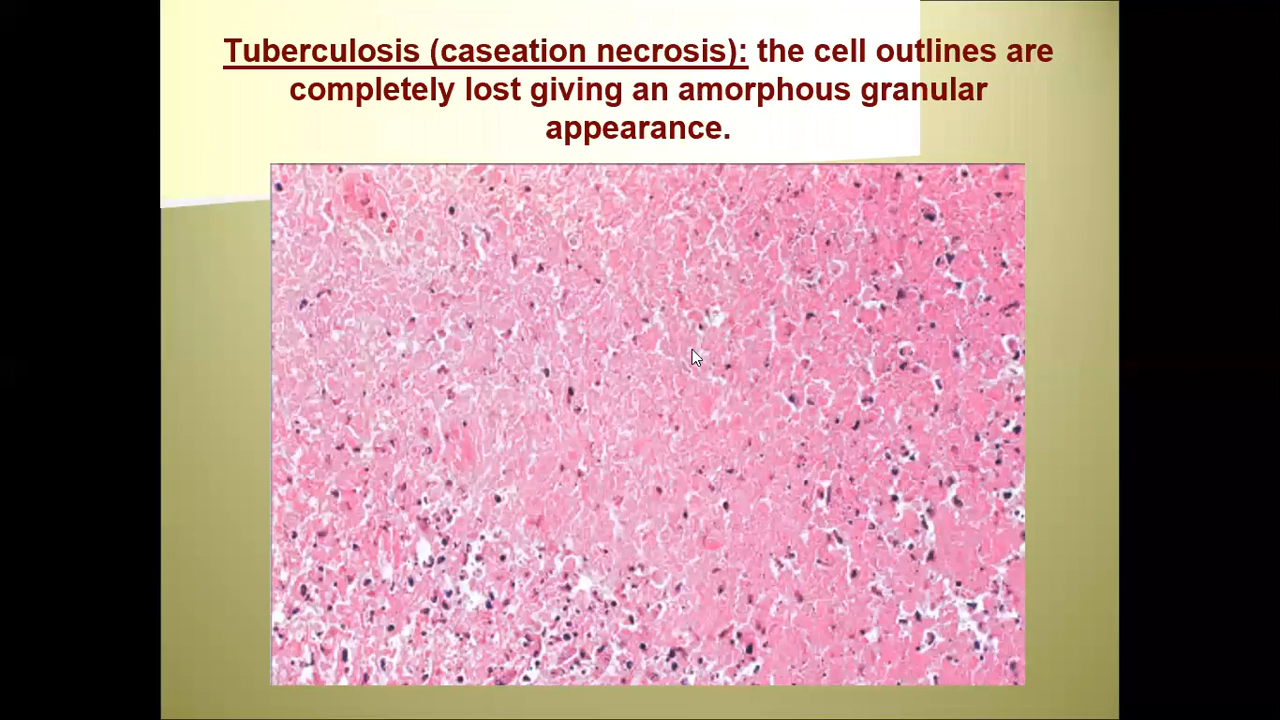 Tuberculosis (caseation necrosis): the cell outlines are
completely lost giving an amorphous granular
appearance.